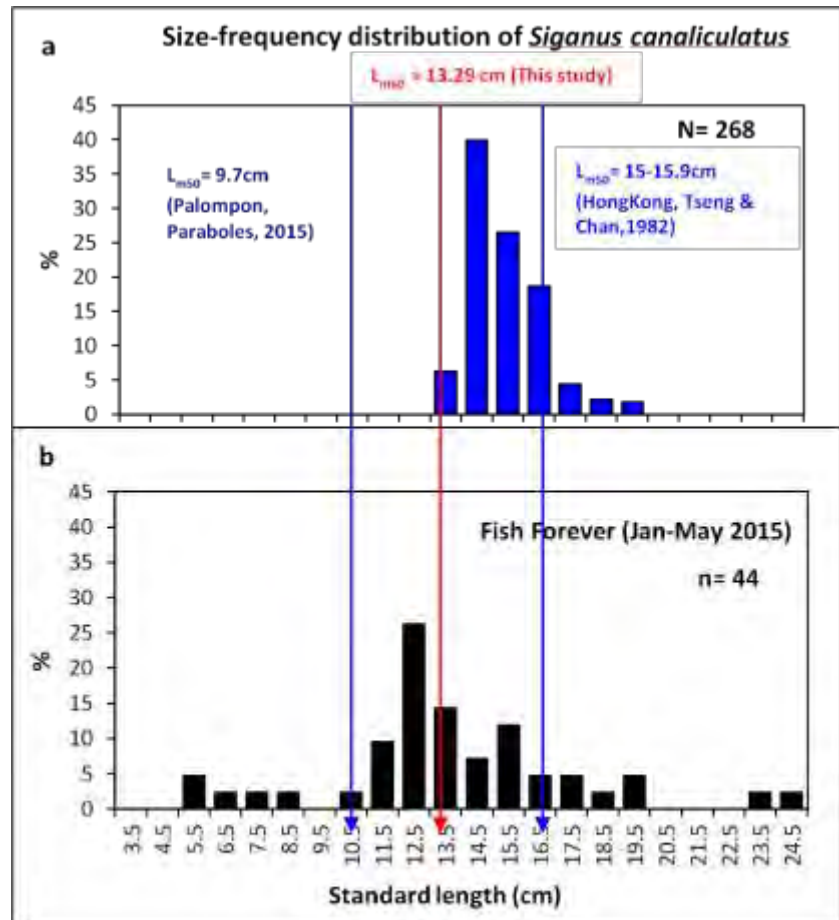 a
Size-frequency distribution of Siganus canaliculatus
Lm50 = 13.29 cm (This study)
N= 268
Lm50= 9.7cm
(Palompon,
Paraboles, 2015)
Lm50= 15-15.9cm
(HongKong, Tseng &
Chan,1982)
45
40
35
30
25
20
15
10
5
0
%
b
Fish Forever (Jan-May 2015)
n= 44
45
40
35
30
25
20
15
10
5
0
%
3.5 4.5 5.5 6.5 7.5 8.5 9.5 10.5 11.5 12.5 13.5 14.5 15.5 16.5 17.5 18.5 19.5 20.5 21.5 22.5 23.5 24.5
Standard length (cm)